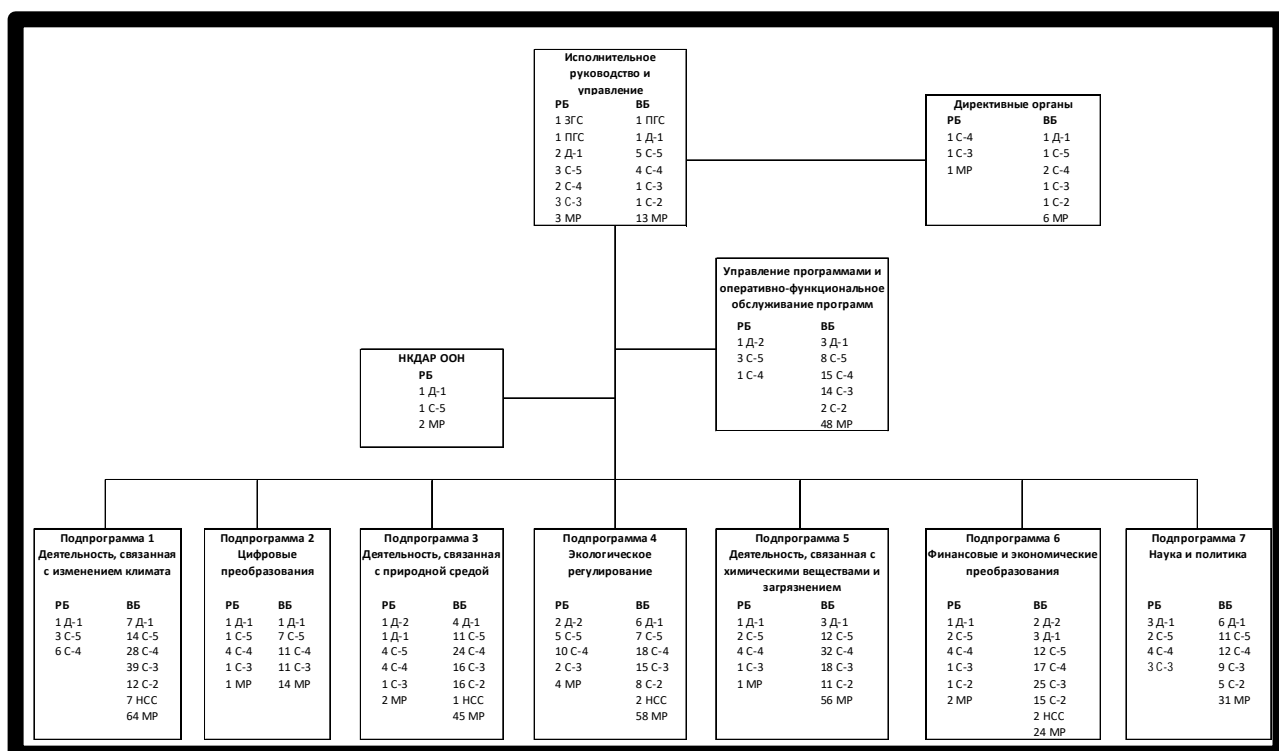 Исполнительное
руководство и
управление
РБ ВБ
1 ЗГС 1 ПГС
1 ПГС 1 Д-1
2 Д-1 5 С-5
3 С-5 4 С-4
2 С-4 1 С-3
3 С-3 1 С-2
3 МР 13 МР
Директивные органы
РБ ВБ
1 С-4 1 Д-1
1 С-3 1 С-5
1 МР 2 С-4
1 С-3
1 С-2
6 МР
Управление программами и
оперативно-функциональное
обслуживание программ
РБ ВБ
1 Д-2 3 Д-1
3 С-5 8 С-5
1 С-4 15 С-4
14 С-3
2 С-2
48 МР
НКДАР ООН
РБ
1 Д-1
1 С-5
2 МР
Подпрограмма 1
Деятельность, связанная
с изменением климата
РБ ВБ
1 Д-1 7 Д-1
3 С-5 14 С-5
6 С-4 28 С-4
39 С-3
12 С-2
7 НСС
64 МР
Подпрограмма 2
Цифровые
преобразования
РБ ВБ
1 Д-1 1 Д-1
1 С-5 7 С-5
4 С-4 11 С-4
1 С-3 11 С-3
1 МР 14 МР
Подпрограмма 3
Деятельность, связанная
с природной средой
РБ ВБ
1 Д-2 4 Д-1
1 Д-1 11 С-5
4 С-5 24 С-4
4 С-4 16 С-3
1 С-3 16 С-2
2 МР 1 НСС
45 МР
Подпрограмма 4
Экологическое
регулирование
РБ ВБ
2 Д-2 6 Д-1
5 С-5 7 С-5
10 С-4 18 С-4
2 С-3 15 С-3
4 МР 8 С-2
2 НСС
58 МР
Подпрограмма 5
Деятельность, связанная с
химическими веществами и
загрязнением
РБ ВБ
1 Д-1 3 Д-1
2 С-5 12 С-5
4 С-4 32 С-4
1 С-3 18 С-3
1 МР 11 С-2
56 МР
Подпрограмма 6
Финансовые и экономические
преобразования
РБ ВБ
1 Д-1 2 Д-2
2 С-5 3 Д-1
4 С-4 12 С-5
1 С-3 17 С-4
1 С-2 25 С-3
2 МР 15 С-2
2 НСС
24 МР
Подпрограмма 7
Наука и политика
РБ ВБ
3 Д-1 6 Д-1
2 С-5 11 С-5
4 С-4 12 С-4
3 С-3 9 С-3
5 С-2
31 МР